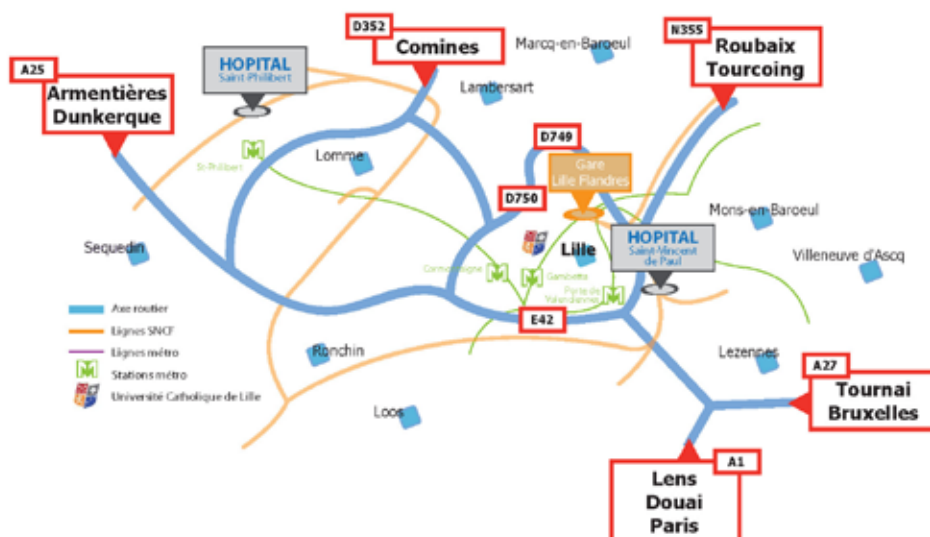 D352
Comines
Marcq-en-Baroeul
N355
Roubaix
Tourcoing
A25
Armentières
Dunkerque
HOPITAL
Saint-Philibert
Lambersart
St-Philibert
Lomme
D749
Gare
Lille Flandres
D750
Mons-en-Baroeul
Sequedin
Lille
HOPITAL
Saint-Vincent
de Paul
Villeneuve d'Ascq
Cormontaigne
Gambetta
Porte de
Valenciennes
Axe routier
E42
Lignes SNCF
Lignes métro
Ronchin
Lezennes
Stations métro
A27
Université Catholique de Lille
Tournai
Bruxelles
Loos
A1
Lens
Douai
Paris